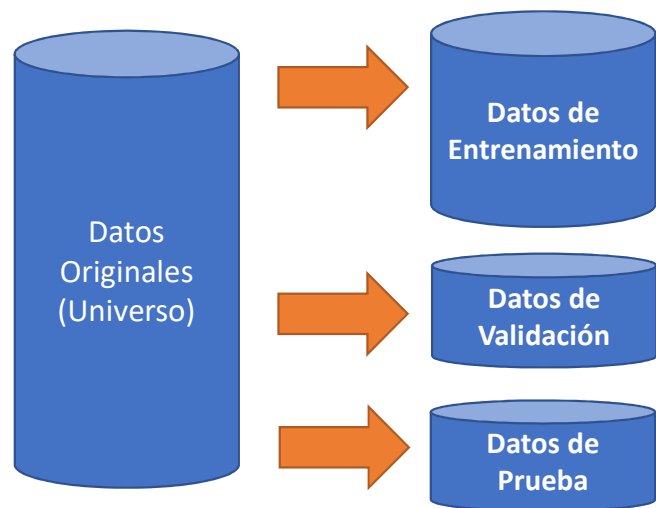 Datos
Originales
(Universo)
Datos de
Entrenamiento
Datos de
Validación
Datos de
Prueba